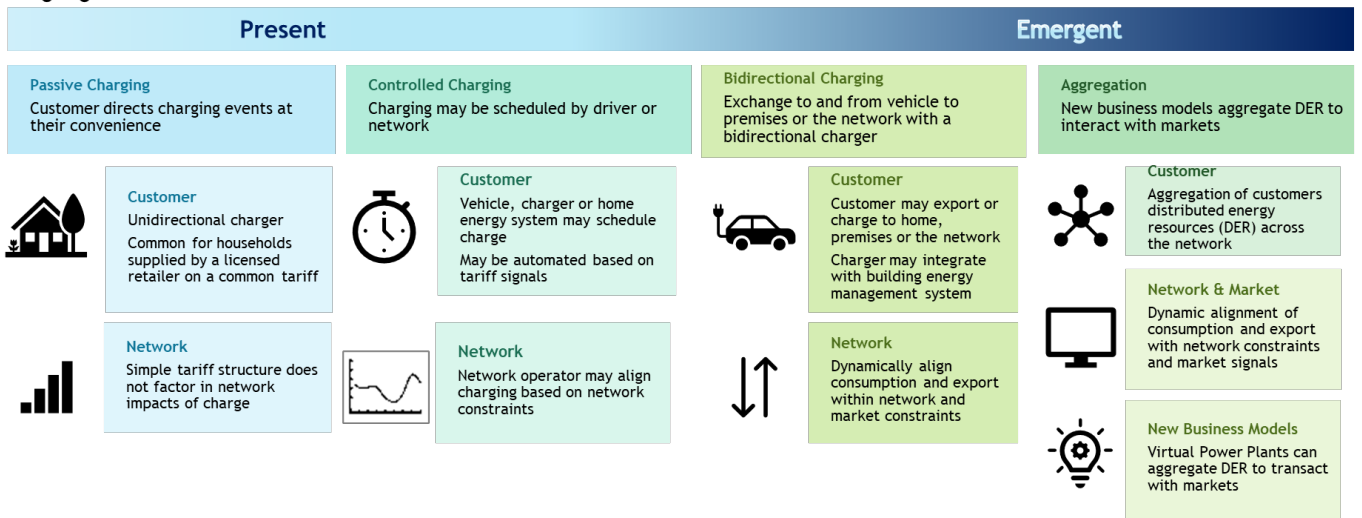 Present
Emergent
Passive Charging
Customer directs charging events at
their convenience
Controlled Charging
Charging may be scheduled by driver or
network
Bidirectional Charging
Exchange to and from vehicle to
premises or the network with a
bidirectional charger
Aggregation
New business models aggregate DER to
interact with markets
Customer
Unidirectional charger
Common for households
supplied by a licensed
retailer on a common tariff
Network
Simple tariff structure does
not factor in network
impacts of charge
Customer
Vehicle, charger or home
energy system may schedule
charge
May be automated based on
tariff signals
Network
Network operator may align
charging based on network
constraints
Customer
Customer may export or
charge to home,
premises or the network
Charger may integrate
with building energy
management system
Network
Dynamically align
consumption and export
within network and
market constraints
Customer
Aggregation of customers
distributed energy
resources (DER) across
the network
Network & Market
Dynamic alignment of
consumption and export
with network constraints
and market signals
New Business Models
Virtual Power Plants can
aggregate DER to transact
with markets